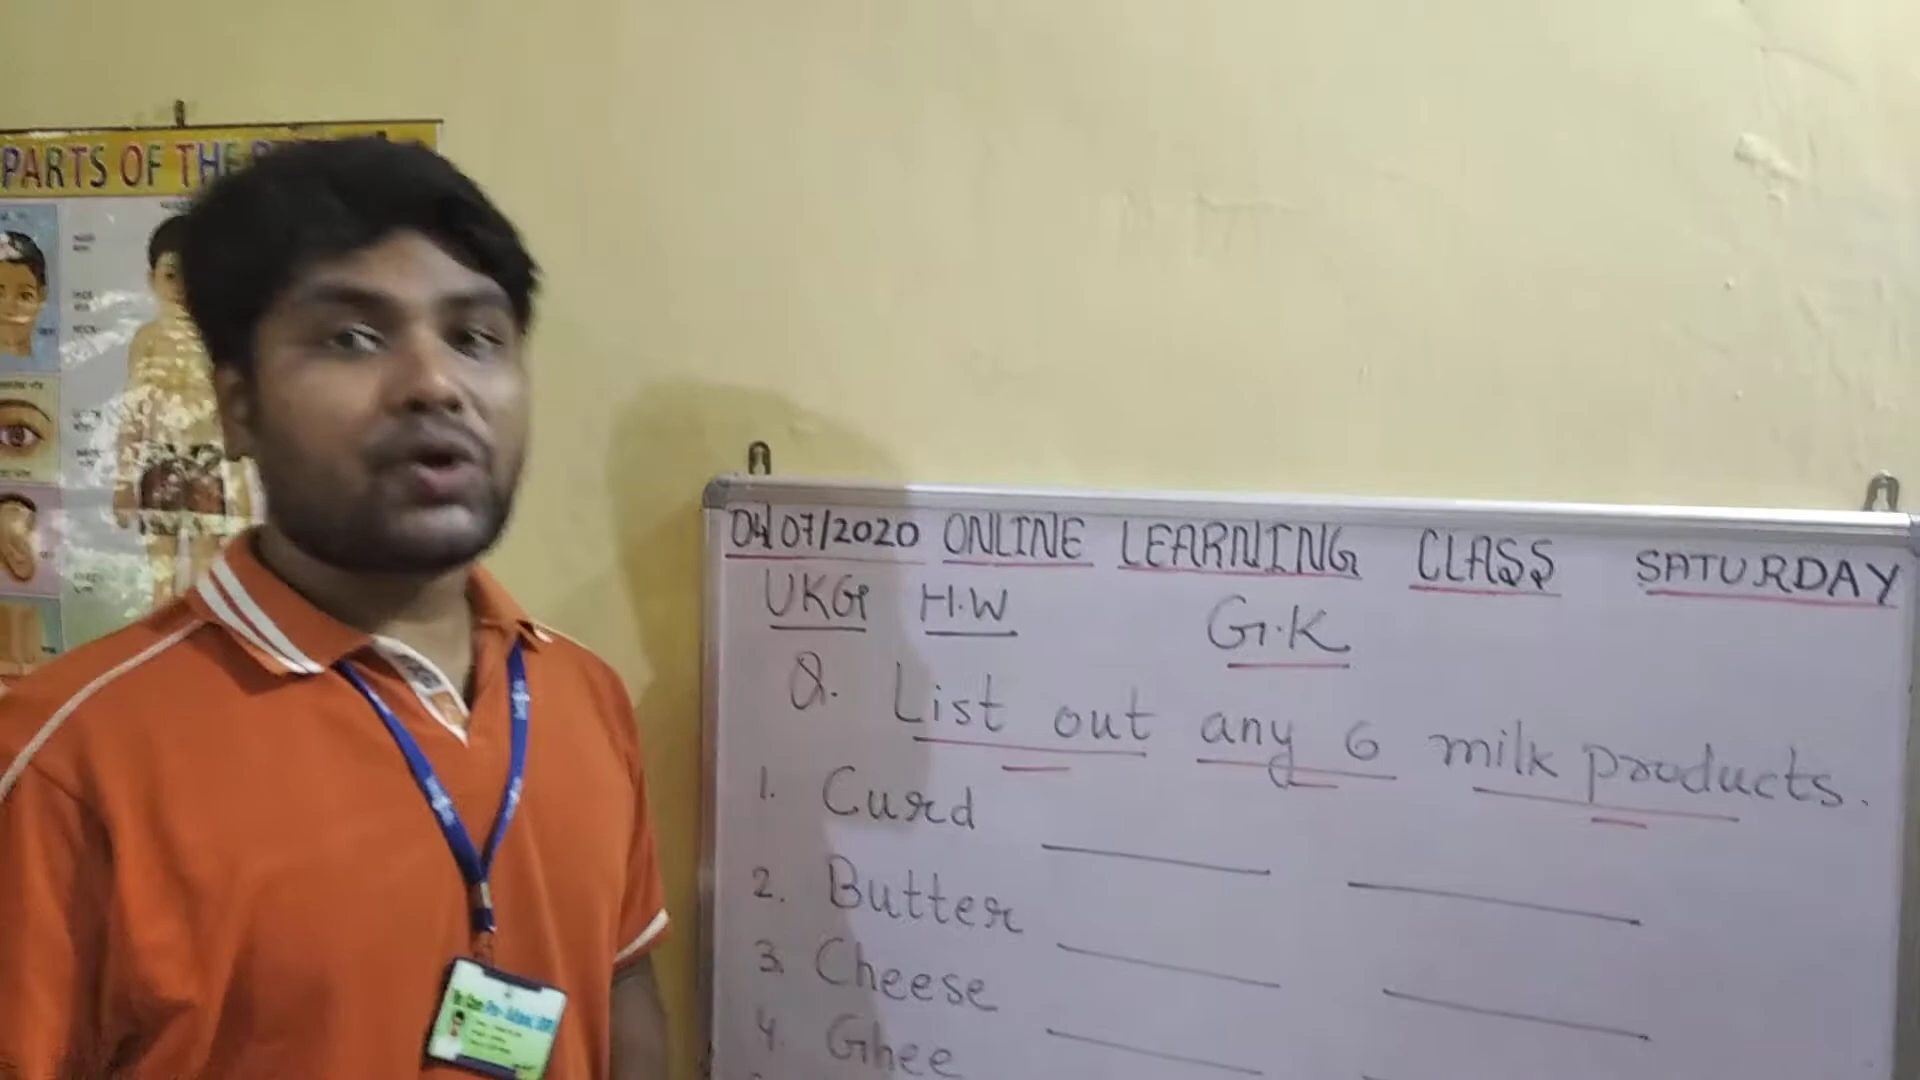 PARTS OF THE
04/07/2020 ONLINE LEARNING CLASS SATURDAY
UKG H.W G.K
Q. List out any 6 milk products.
1. Curd
2. Butter
3. Cheese
4. Ghee